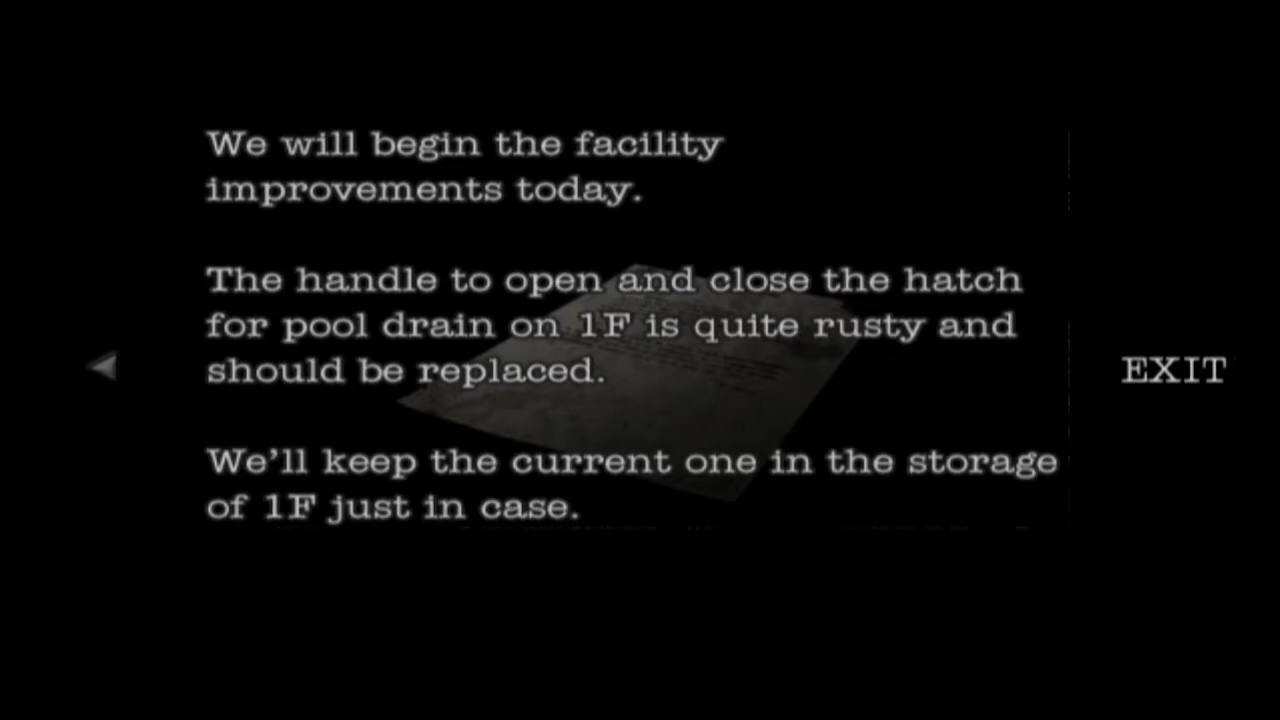 We will begin the facility
improvements today.
The handle to open and close the hatch
for pool drain on 1F is quite rusty and
should be replaced.
EXIT
We'll keep the current one in the storage
of 1F just in case.